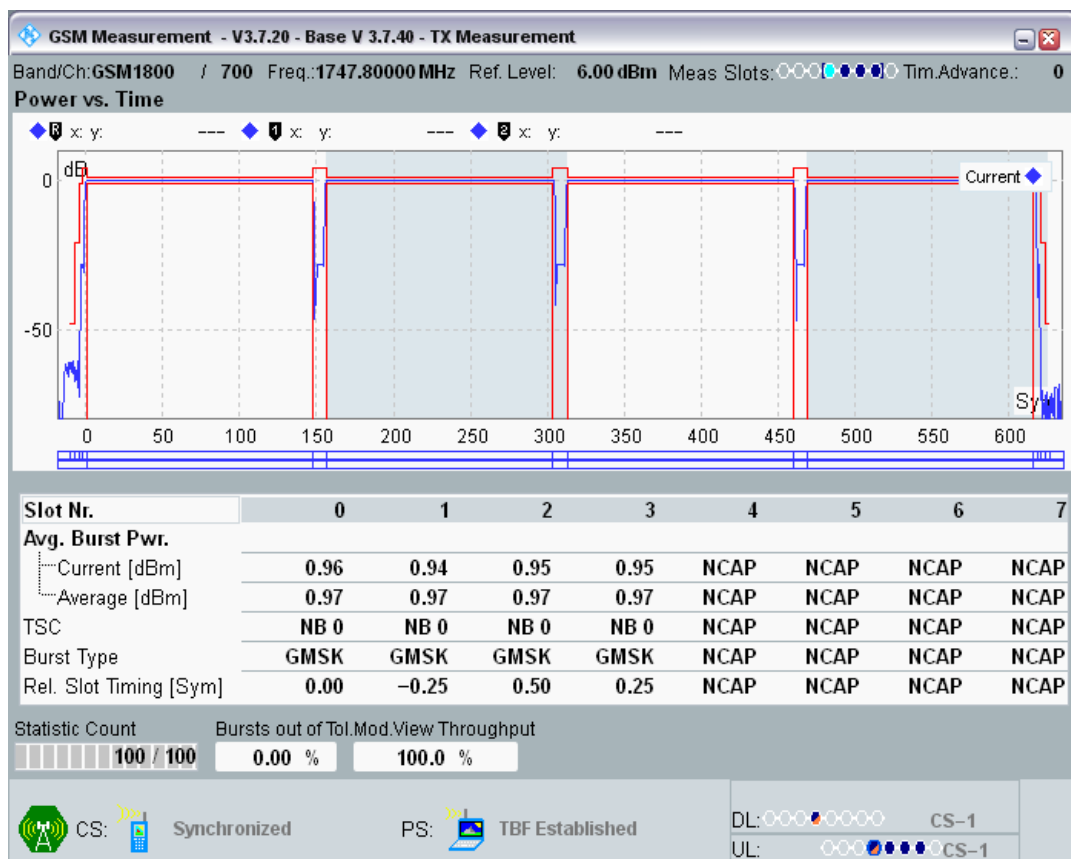 GSM Measurement - V3.7.20 - Base V 3.7.40 - TX Measurement
Band/Ch:GSM1800 / 700 Freq.:1747.80000 MHz Ref. Level: 6.00 dBm Meas Slots: Tim.Advance.: 0
Power vs. Time
R x: y: --- 1 x: y: --- 2 x: y: ---
dB
Current
0
-50
Sy
0 50 100 150 200 250 300 350 400 450 500 550 600
Slot Nr. 0 1 2 3 4 5 6 7
Avg. Burst Pwr.
Current [dBm] 0.96 0.94 0.95 0.95 NCAP NCAP NCAP NCAP
Average [dBm] 0.97 0.97 0.97 0.97 NCAP NCAP NCAP NCAP
TSC NB 0 NB 0 NB 0 NB 0 NCAP NCAP NCAP NCAP
Burst Type GMSK GMSK GMSK GMSK NCAP NCAP NCAP NCAP
Rel. Slot Timing [Sym] 0.00 −0.25 0.50 0.25 NCAP NCAP NCAP NCAP
Statistic Count Bursts out of Tol. Mod.View Throughput
100 / 100 0.00 % 100.0 %
CS: Synchronized PS: TBF Established
DL: CS−1
UL: CS−1